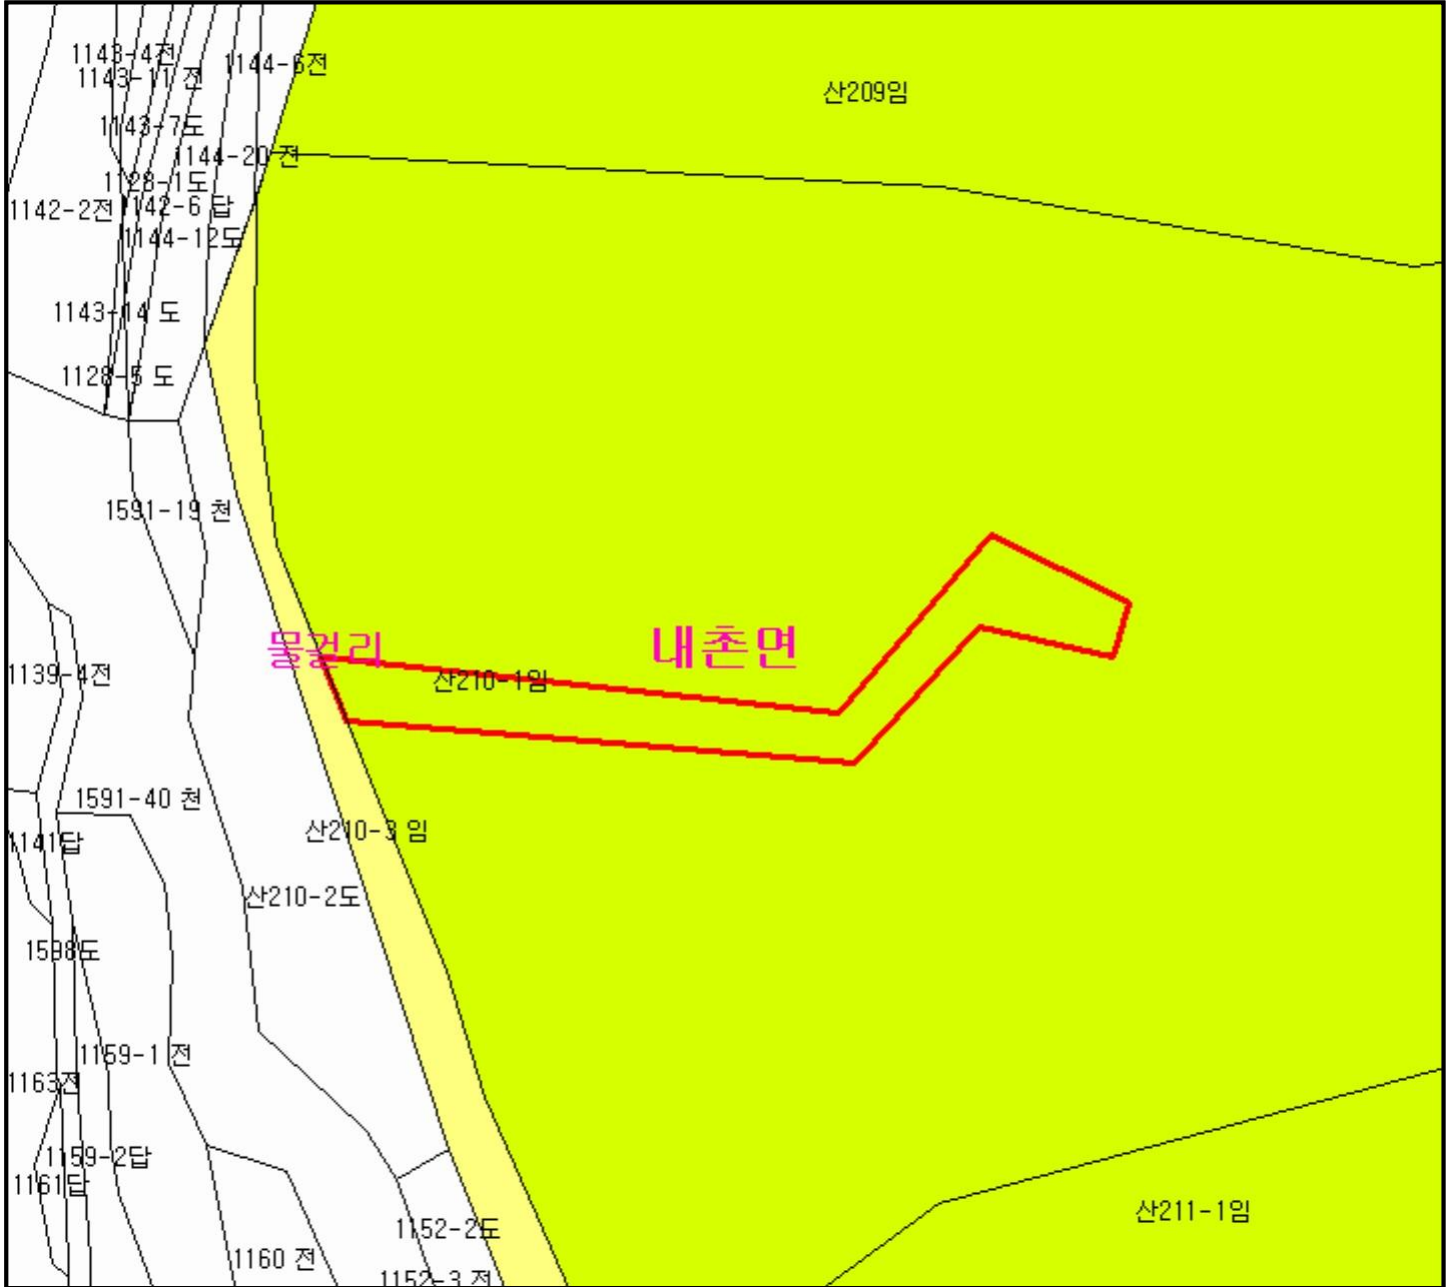 1143-4전
1144-6전
1143-11 전
산209임
1143-7도
1144-20 전
1128-1도
1142-2전
1142-6 답
1144-12도
1143-14 도
1128-5 도
1591-19 천
물걸리
내촌면
1139-4전
산210-1임
1591-40 천
산210-3 임
1141답
산210-2도
1598도
1159-1 전
1163전
1159-2답
1161답
산211-1임
1152-2도
1160 전
1152-3 전